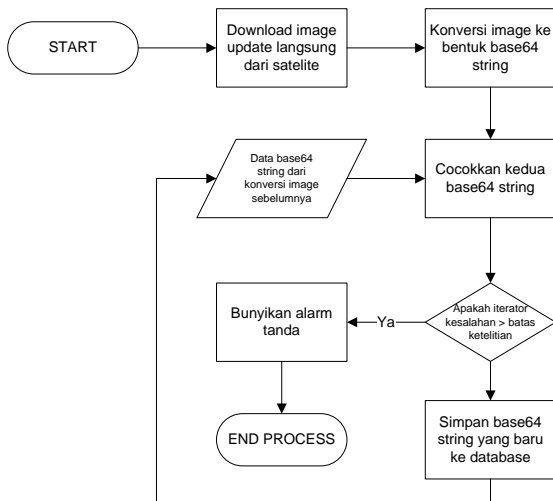 START
Download image
update langsung
dari satelite
Konversi image ke
bentuk base64
string
Data base64
string dari
konversi image
sebelumnya
Cocokkan kedua
base64 string
Apakah iterator
kesalahan > batas
ketelitian
Ya
Bunyikan alarm
tanda
END PROCESS
Simpan base64
string yang baru
ke database